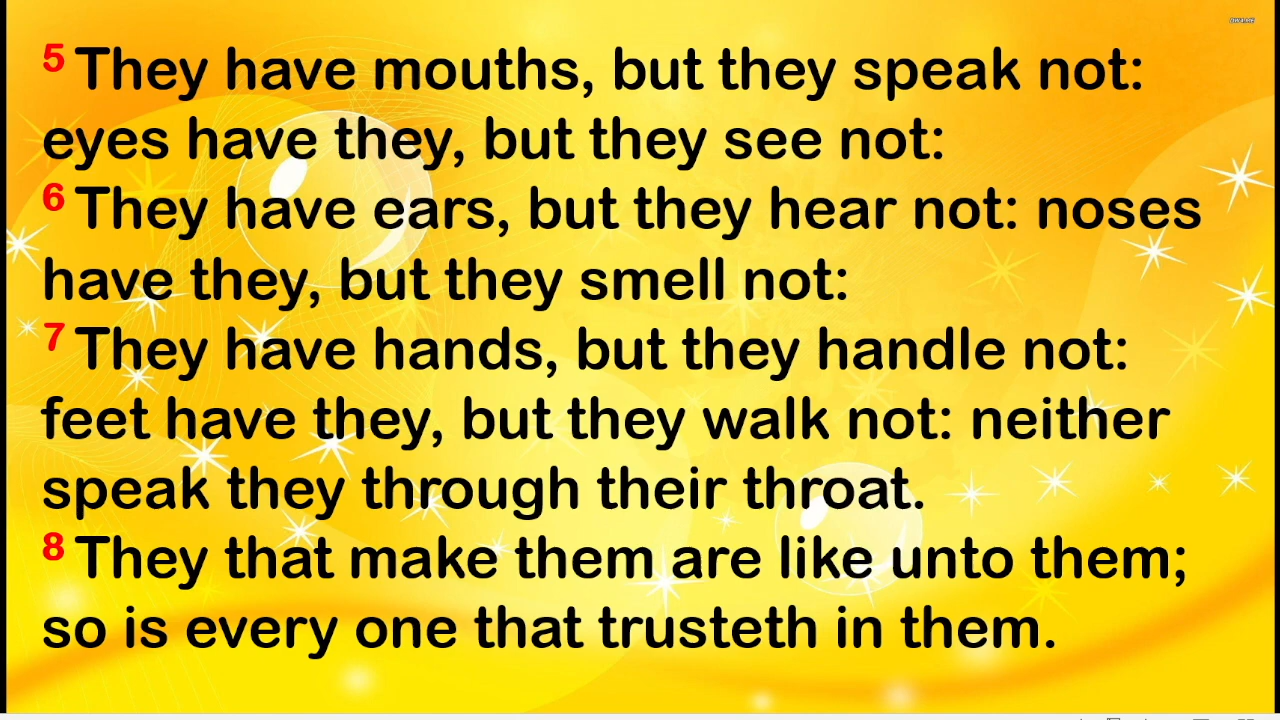 5 They have mouths, but they speak not:
eyes have they, but they see not:
6 They have ears, but they hear not: noses
have they, but they smell not:
7 They have hands, but they handle not:
feet have they, but they walk not: neither
speak they through their throat.
8 They that make them are like unto them;
so is every one that trusteth in them.